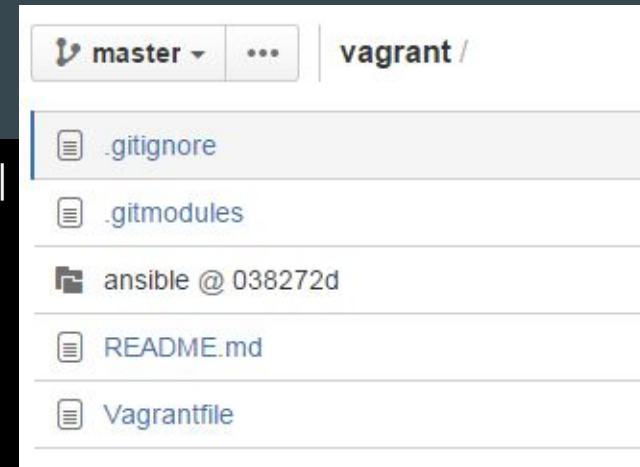 master ... vagrant /
.gitignore
.gitmodules
ansible @ 038272d
README.md
Vagrantfile